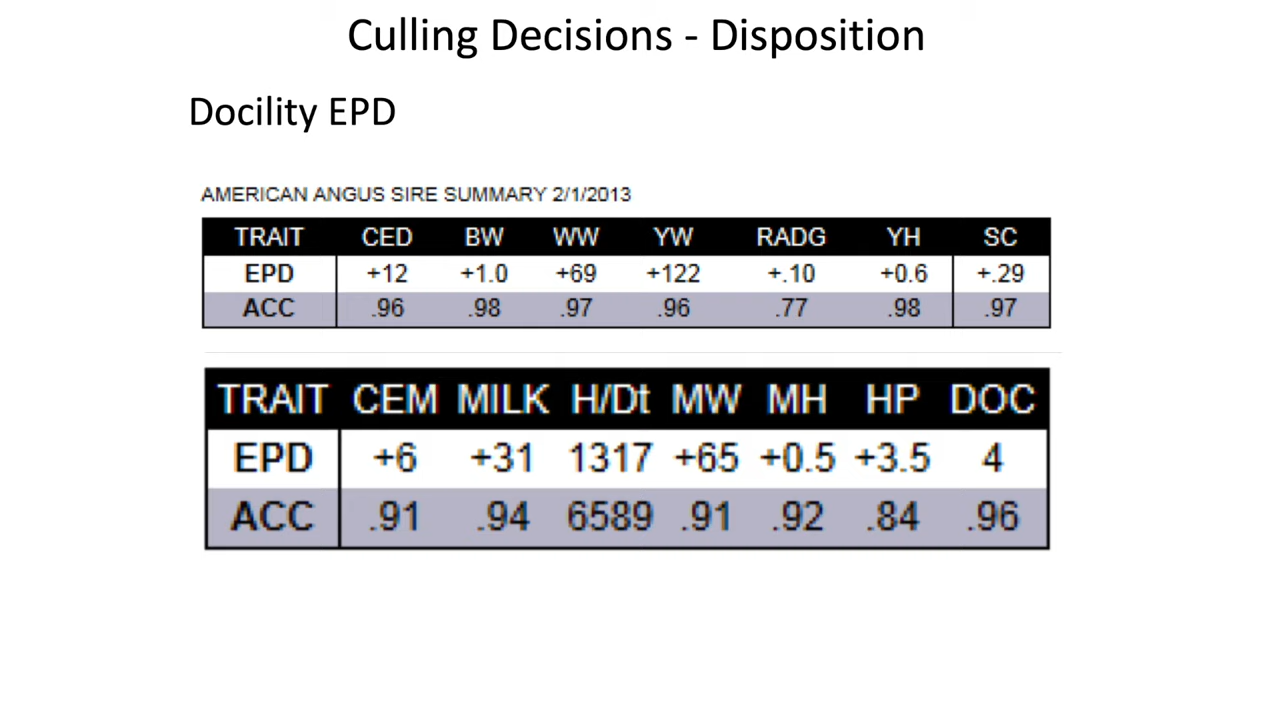 Culling Decisions - Disposition
Docility EPD
AMERICAN ANGUS SIRE SUMMARY 2/1/2013
TRAIT CED BW WW YW RADG YH SC
EPD +12 +1.0 +69 +122 +.10 +0.6 +.29
ACC .96 .98 .97 .96 .77 .98 .97
TRAIT CEM MILK H/Dt MW MH HP DOC
EPD +6 +31 1317 +65 +0.5 +3.5 4
ACC .91 .94 6589 .91 .92 .84 .96